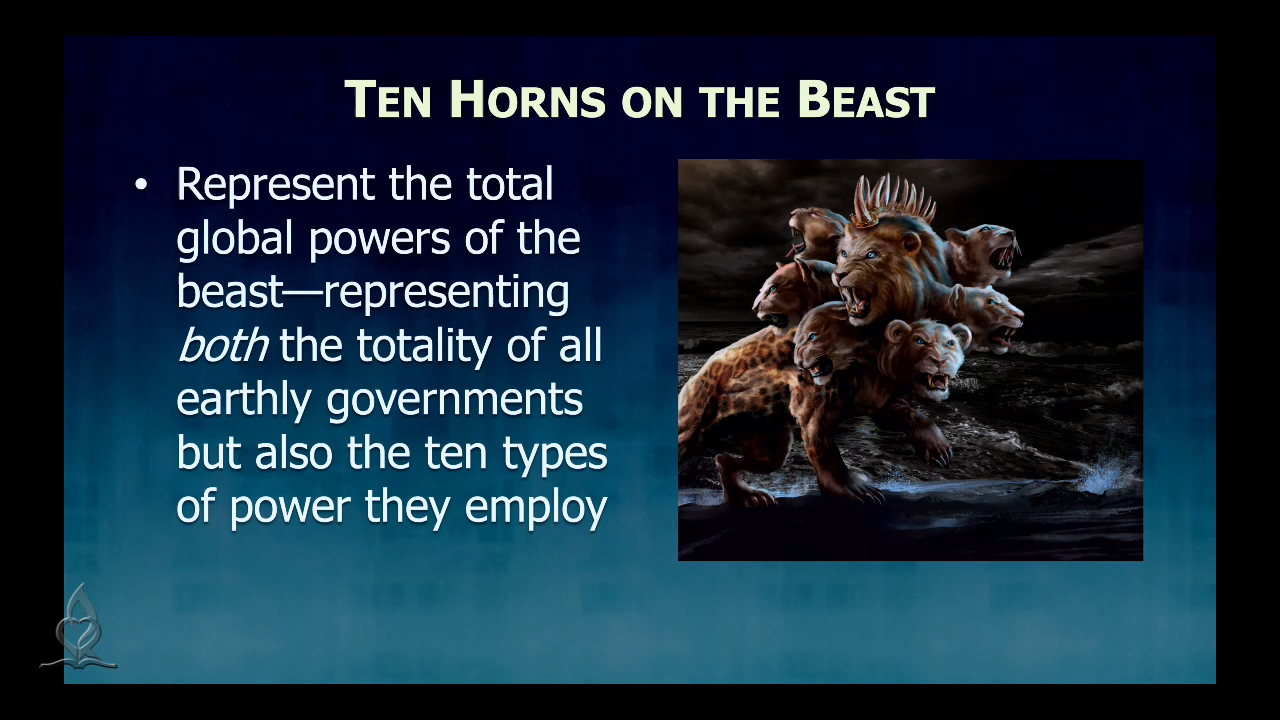 TEN HORNS ON THE BEAST
• Represent the total
global powers of the
beast—representing
both the totality of all
earthly governments
but also the ten types
of power they employ